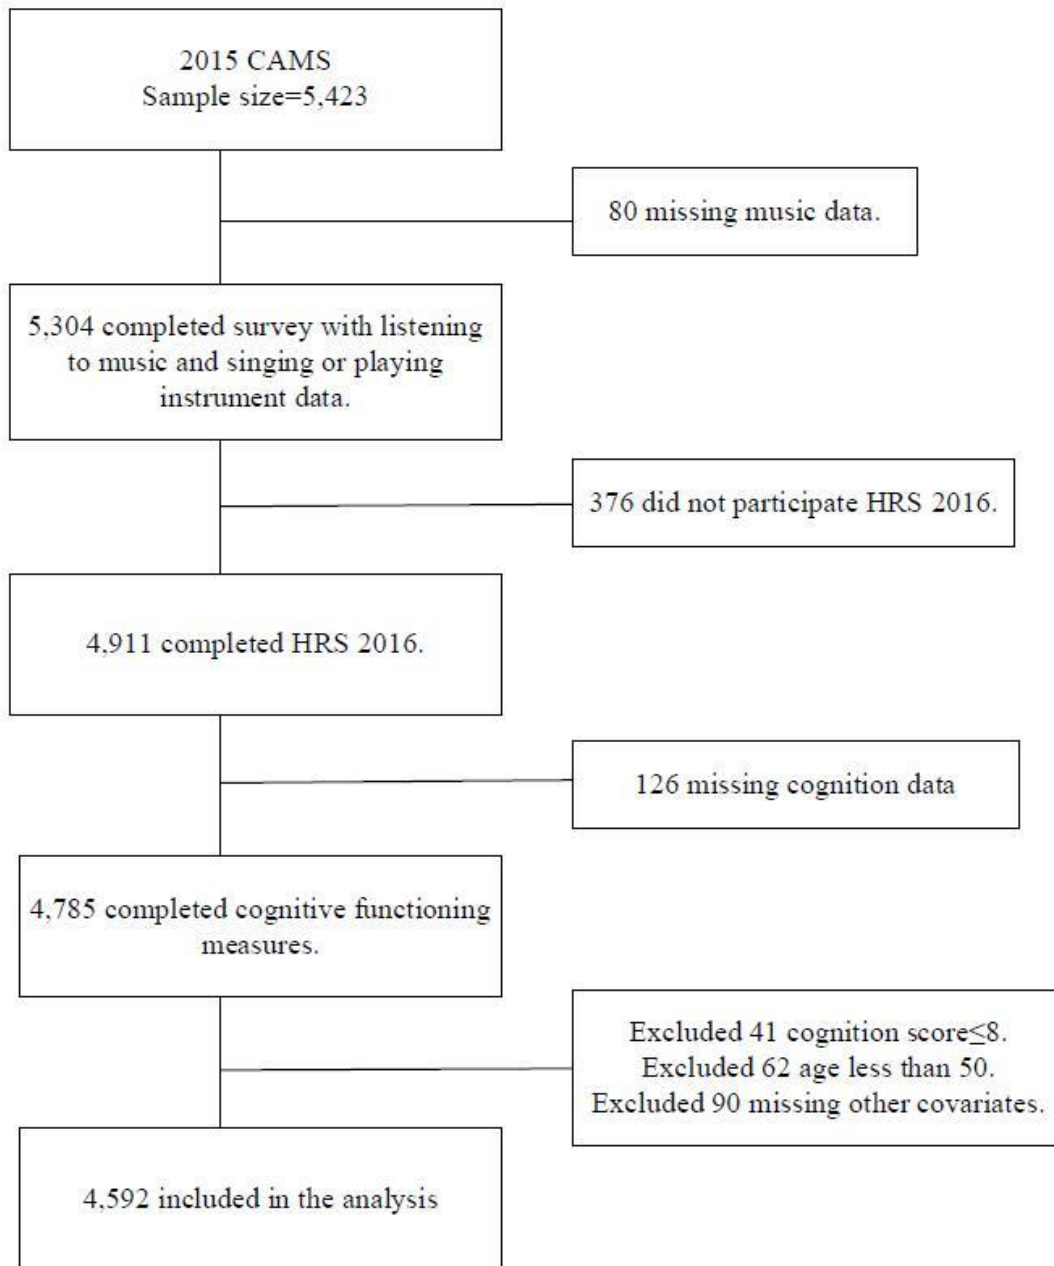 2015 CAMS
Sample size=5,423
80 missing music data.
5,304 completed survey with listening
to music and singing or playing
instrument data.
376 did not participate HRS 2016.
4,911 completed HRS 2016.
126 missing cognition data
4,785 completed cognitive functioning
measures.
Excluded 41 cognition score≤8.
Excluded 62 age less than 50.
Excluded 90 missing other covariates.
4,592 included in the analysis